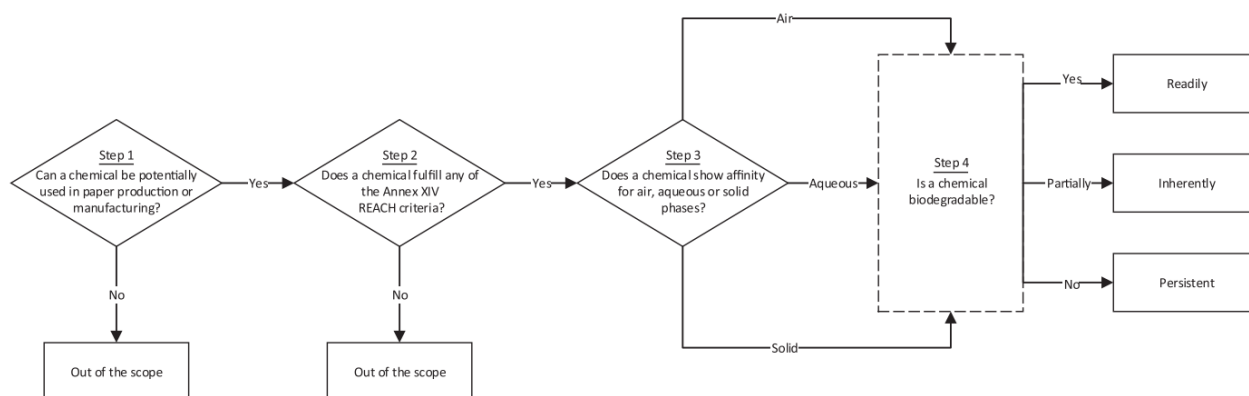 Step 1
Can a chemical be potentially
used in paper production or
manufacturing?
Yes
No
Out of the scope
Step 2
Does a chemical fulfill any of
the Annex XIV
REACH criteria?
Yes
No
Out of the scope
Step 3
Does a chemical show affinity
for air, aqueous or solid
phases?
Air
Aqueous
Solid
Step 4
Is a chemical
biodegradable?
Yes
Readily
Partially
Inherently
No
Persistent